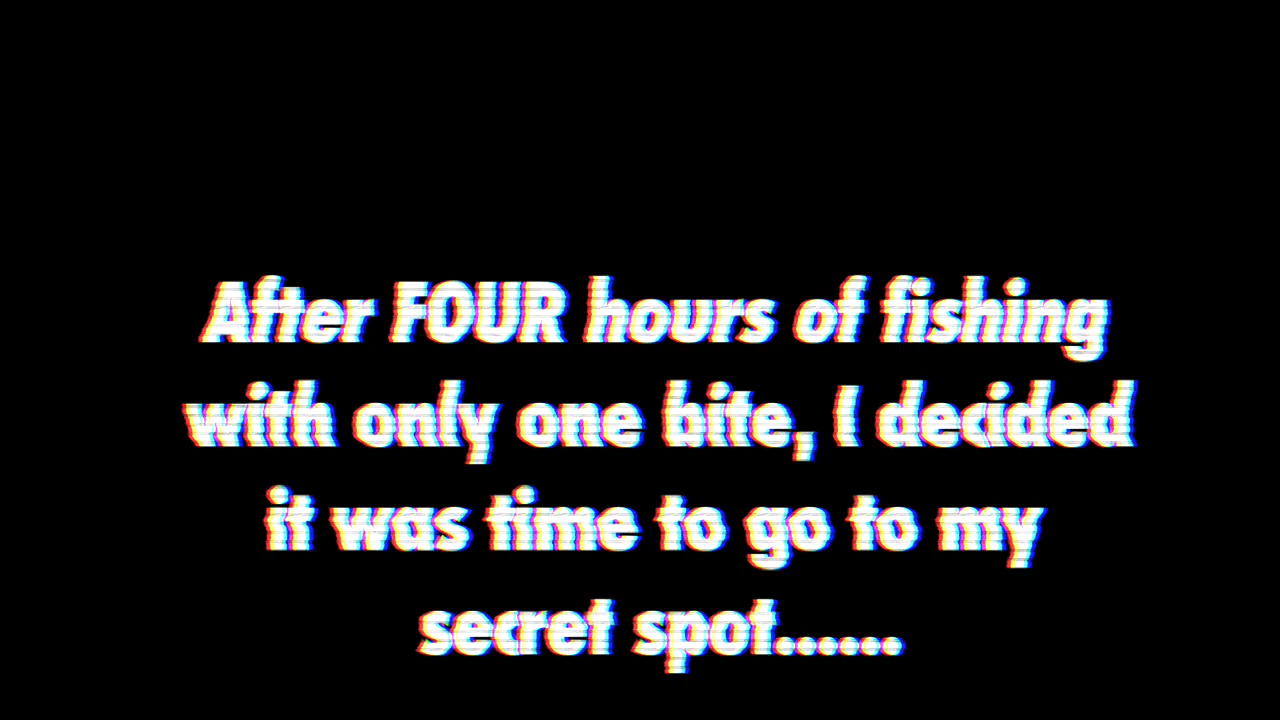 After FOUR hours of fishing
with only one bite, I decided
it was time to go to my
secret spot......